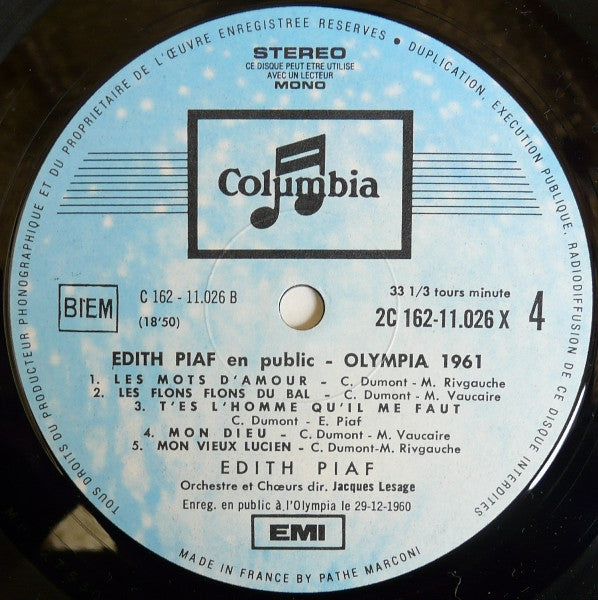 TOUS DROITS DU PRODUCTEUR PHONOGRAPHIQUE ET DU PROPRIETAIRE DE L'ŒUVRE ENREGISTREE RESERVES • DUPLICATION, EXECUTION PUBLIQUE, RADIODIFFUSION DE CE DISQUE INTERDITES
STEREO
CE DISQUE PEUT ETRE UTILISE
AVEC UN LECTEUR
MONO
Columbia
BIEM
C 162 - 11.026 B
(18'50)
33 1/3 tours minute
2C 162-11.026 X 4
EDITH PIAF en public - OLYMPIA 1961
1. LES MOTS D'AMOUR - C. Dumont - M. Rivgauche
2. LES FLONS FLONS DU BAL - C. Dumont - M. Vaucaire
3. T'ES L'HOMME QU'IL ME FAUT
C. Dumont - E. Piaf
4. MON DIEU - C. Dumont - M. Vaucaire
5. MON VIEUX LUCIEN - C. Dumont-M. Rivgauche
EDITH PIAF
Orchestre et Chœurs dir. Jacques Lesage
Enreg. en public à l'Olympia le 29-12-1960
EMI
MADE IN FRANCE BY PATHE MARCONI